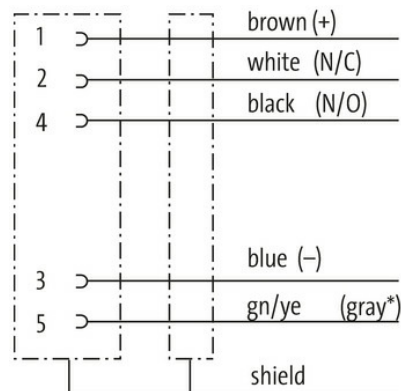 1 brown (+)
2 white (N/C)
4 black (N/O)
3 blue (–)
5 gn/ye (gray*)
shield